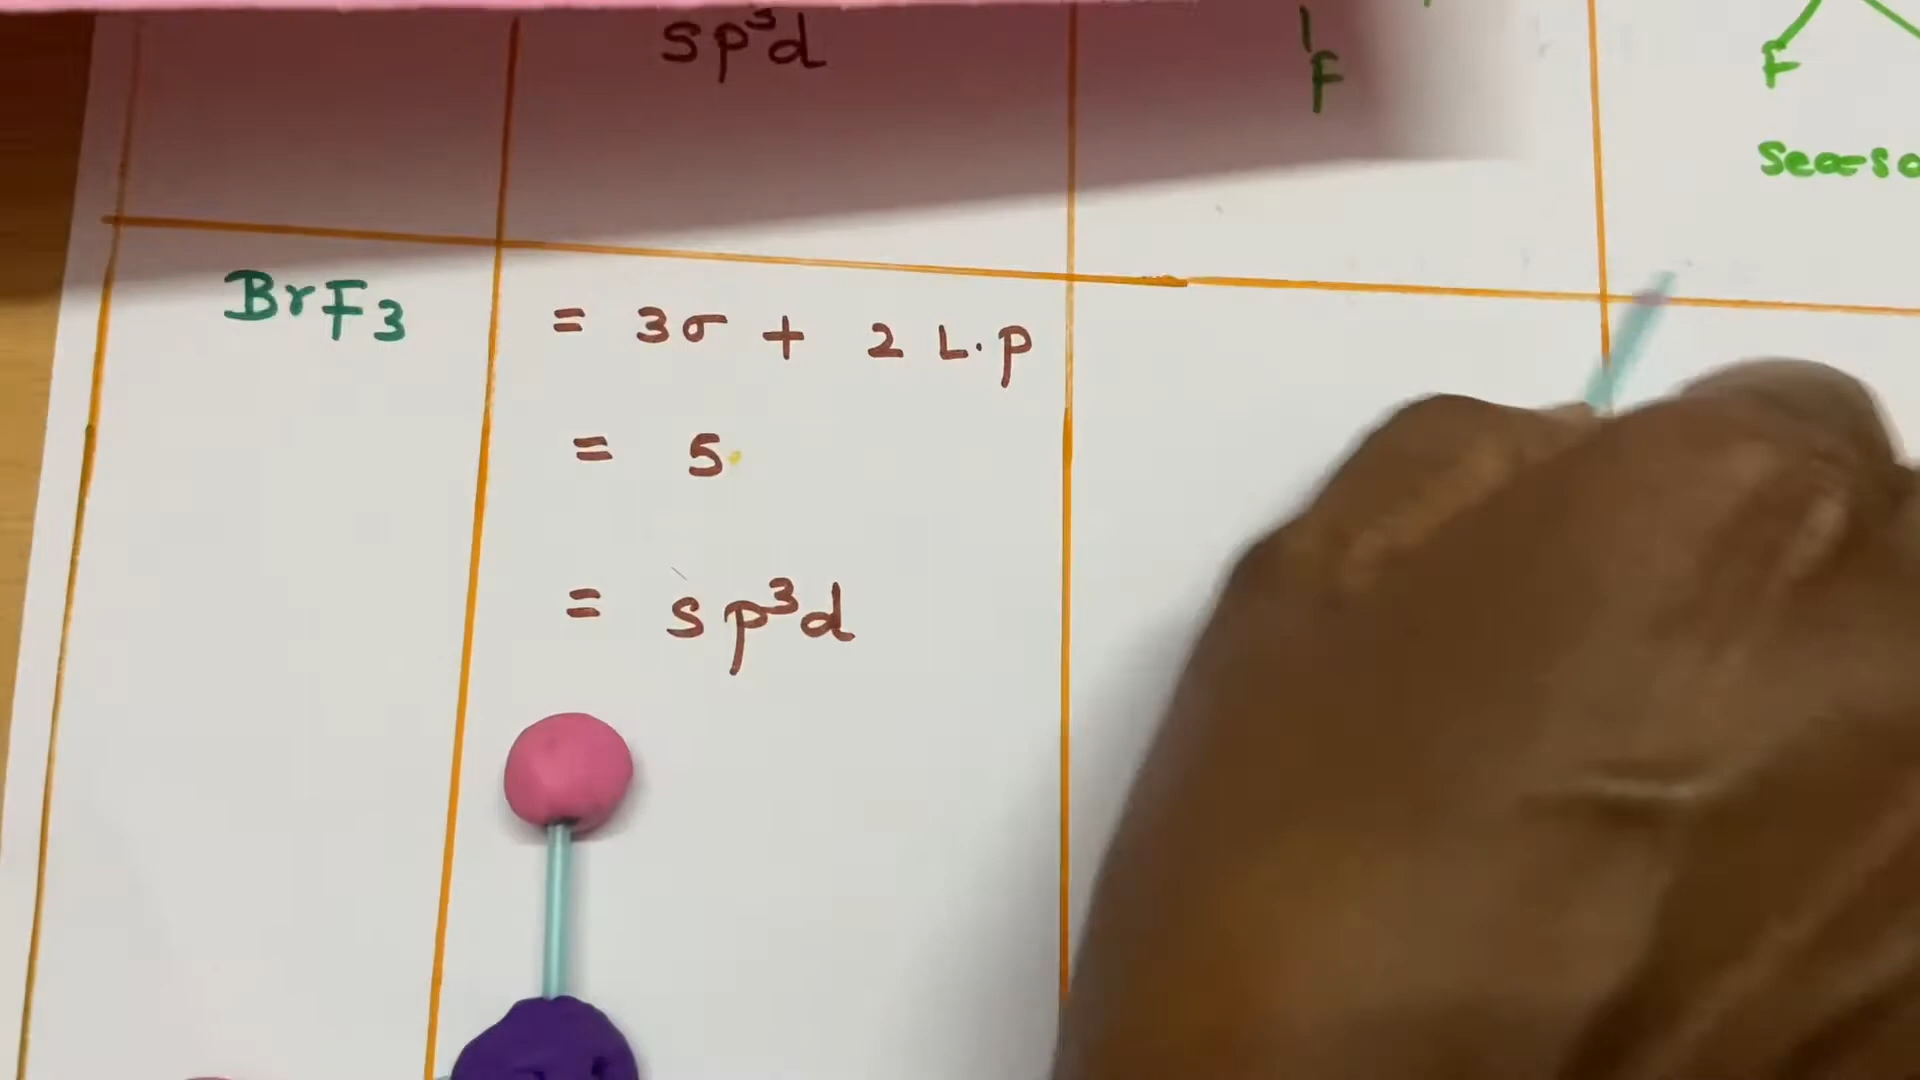 sp³d
F
F
BrF3
= 3σ + 2 L.p
= 5
= sp³d